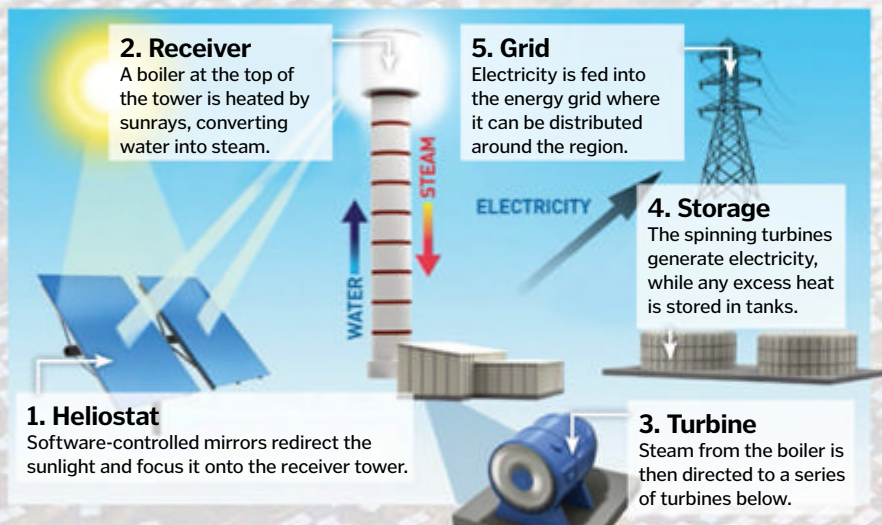 1. Heliostat
Software-controlled mirrors redirect the
sunlight and focus it onto the receiver tower.
2. Receiver
A boiler at the top of
the tower is heated by
sunrays, converting
water into steam.
WATER
STEAM
3. Turbine
Steam from the boiler is
then directed to a series
of turbines below.
4. Storage
The spinning turbines
generate electricity,
while any excess heat
is stored in tanks.
ELECTRICITY
5. Grid
Electricity is fed into
the energy grid where
it can be distributed
around the region.